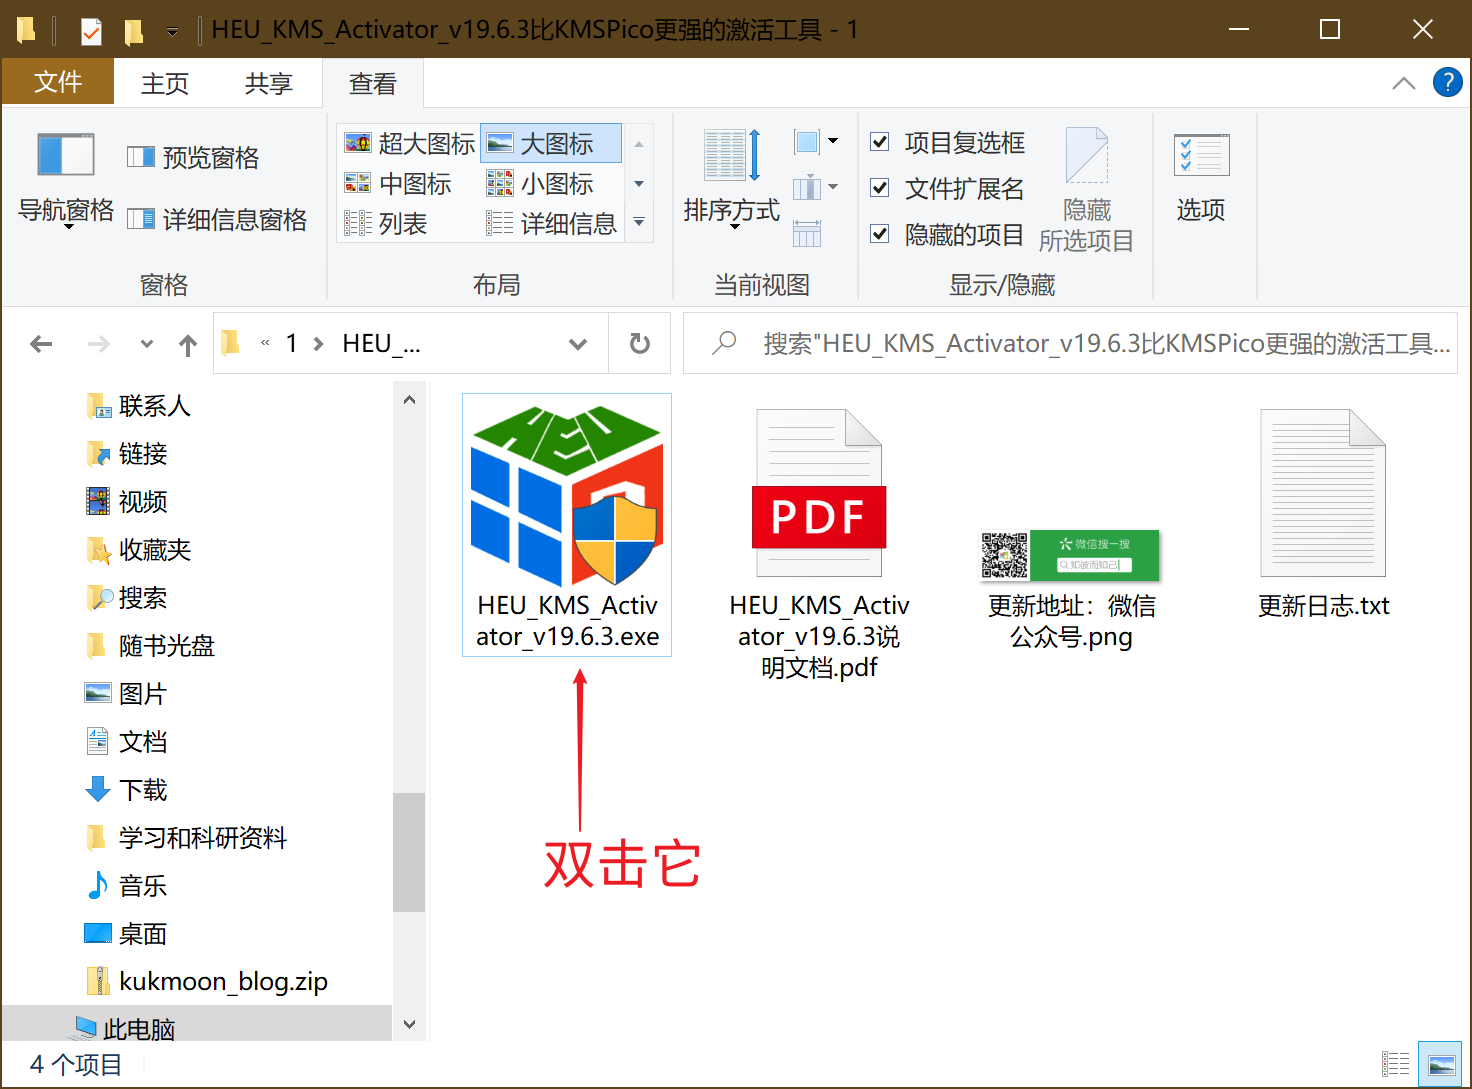 HEU_KMS_Activator_v19.6.3比KMSPico更强的激活工具 - 1
文件
主页
共享
查看
?
导航窗格
预览窗格
详细信息窗格
窗格
超大图标
大图标
中图标
小图标
列表
详细信息
布局
排序方式
当前视图
项目复选框
文件扩展名
隐藏的项目
隐藏
所选项目
显示/隐藏
选项
« 1 HEU_...
搜索"HEU_KMS_Activator_v19.6.3比KMSPico更强的激活工具...
联系人
链接
视频
收藏夹
搜索
随书光盘
图片
文档
下载
学习和科研资料
音乐
桌面
kukmoon_blog.zip
此电脑
HEU
HEU_KMS_Activ
ator_v19.6.3.exe
PDF
HEU_KMS_Activ
ator_v19.6.3说
明文档.pdf
微信搜一搜
知彼而知己
更新地址：微信
公众号.png
更新日志.txt
双击它
4 个项目